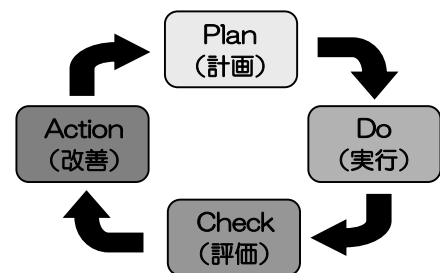 Plan
（計画）
Do
（実行）
Check
（評価）
Action
（改善）